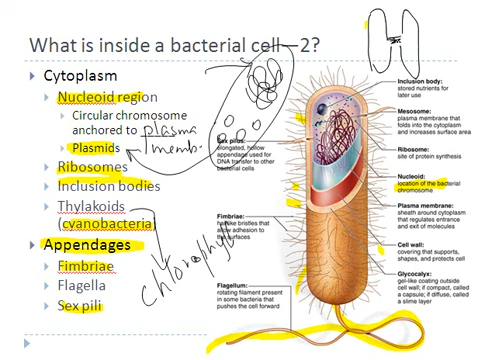 What is inside a bacterial cell—2?
Cytoplasm
Nucleoid region
Circular chromosome
anchored to plasma
memb.
Plasmids
Ribosomes
Inclusion bodies
Thylakoids
(cyanobacteria)
chlorophyll
Appendages
Fimbriae
Flagella
Sex pili
Sex pilus:
elongated, hollow
appendage used for
DNA transfer to other
bacterial cells
Fimbriae:
hairlike bristles that
allow adhesion to
the surfaces
Flagellum:
rotating filament present
in some bacteria that
pushes the cell forward
Inclusion body:
stored nutrients for
later use
Mesosome:
plasma membrane that
folds into the cytoplasm
and increases surface area
Ribosome:
site of protein synthesis
Nucleoid:
location of the bacterial
chromosome
Plasma membrane:
sheath around cytoplasm
that regulates entrance
and exit of molecules
Cell wall:
covering that supports,
shapes, and protects cell
Glycocalyx:
gel-like coating outside
cell wall; if compact, called
a capsule; if diffuse, called
a slime layer